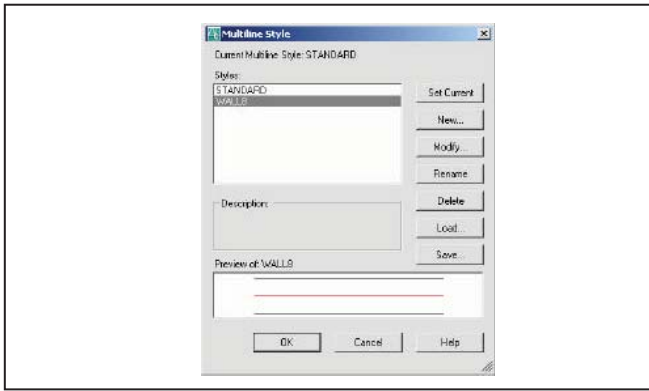 Multiline Style
Current Multiline Style: STANDARD
Styles:
STANDARD
WALL8
Set Current
New...
Modify...
Rename
Delete
Load...
Save...
Description:
Preview of: WALL8
OK
Cancel
Help